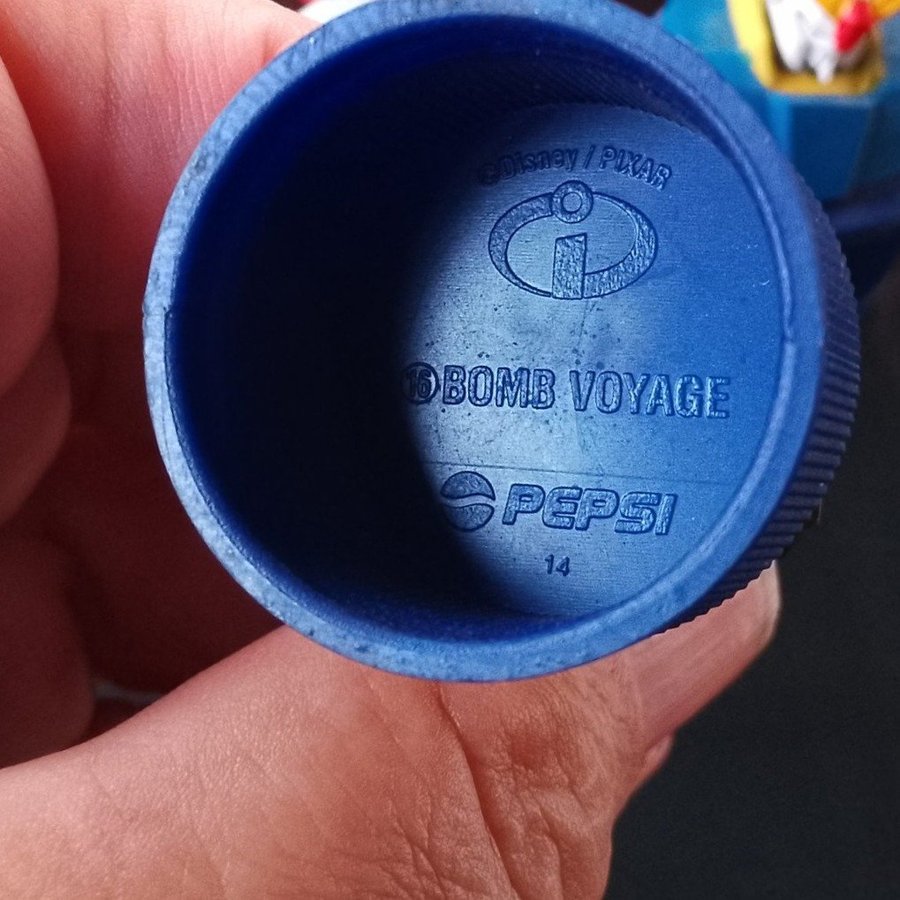 ©Disney / PIXAR
i
16 BOMB VOYAGE
PEPSI
14